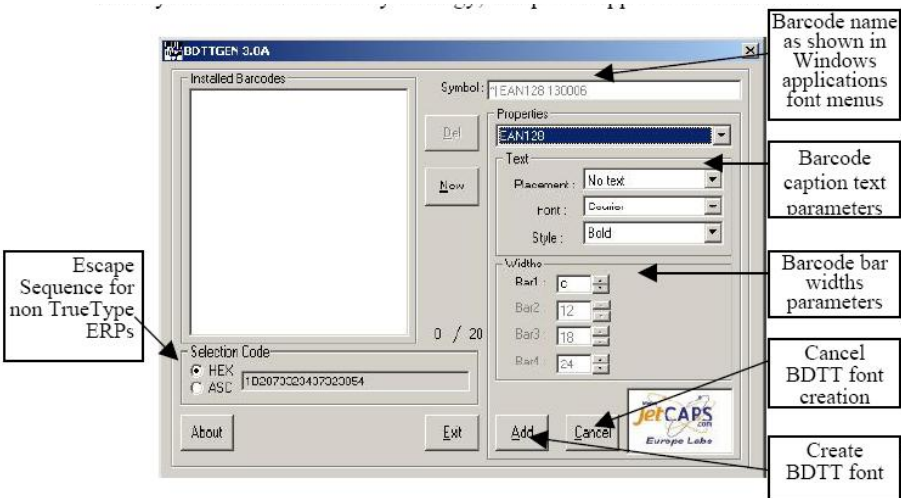 Barcode name
as shown in
Windows
applications
font menus
BDTTGEN 3.0A
Installed Barcodes
Symbol:
EAN128 130006
Del
New
Properties
EAN128
Text
Placement : No text
Font : Courier
Style : Bold
Barcode
caption text
parameters
Widths
Bar1 :
Bar2 12
Bar3 : 18
Bar4 24
Barcode bar
widths
parameters
Escape
Sequence for
non TrueType
ERPs
0 / 20
Selection Code
HEX
ASC
Cancel
BDTT font
creation
About
Exit
Add
Cancel
jetCAPS
.com
Europe Labs
Create
BDTT font